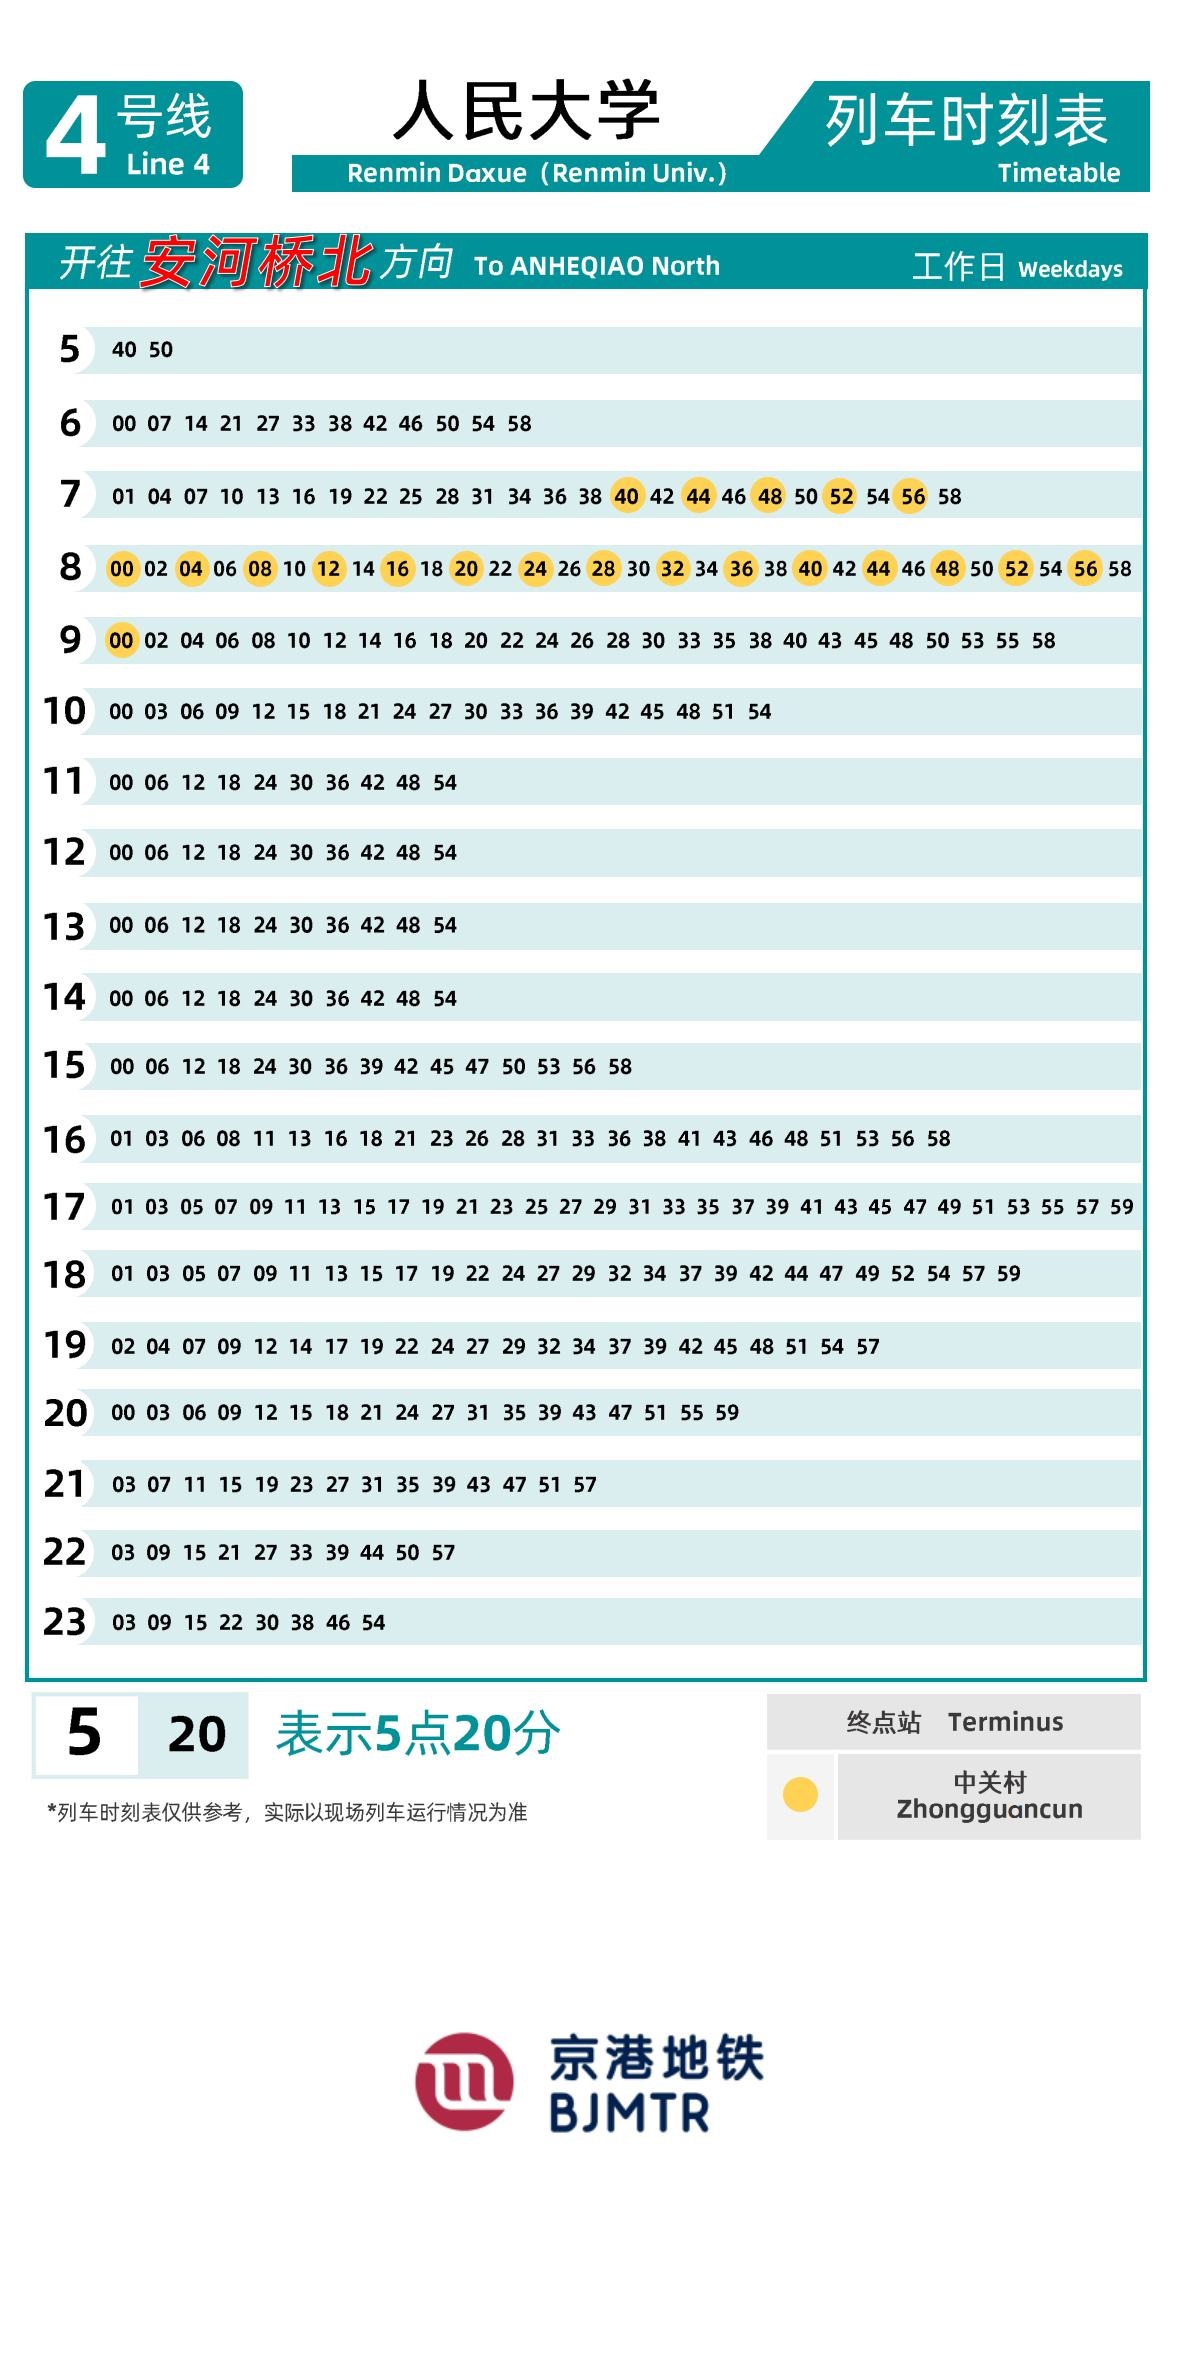 4号线
Line 4
人民大学
Renmin Daxue (Renmin Univ.)
列车时刻表
Timetable
开往 安河桥北 方向 To ANHEQIAO North 工作日 Weekdays
5 40 50
6 00 07 14 21 27 33 38 42 46 50 54 58
7 01 04 07 10 13 16 19 22 25 28 31 34 36 38 40 42 44 46 48 50 52 54 56 58
8 00 02 04 06 08 10 12 14 16 18 20 22 24 26 28 30 32 34 36 38 40 42 44 46 48 50 52 54 56 58
9 00 02 04 06 08 10 12 14 16 18 20 22 24 26 28 30 33 35 38 40 43 45 48 50 53 55 58
10 00 03 06 09 12 15 18 21 24 27 30 33 36 39 42 45 48 51 54
11 00 06 12 18 24 30 36 42 48 54
12 00 06 12 18 24 30 36 42 48 54
13 00 06 12 18 24 30 36 42 48 54
14 00 06 12 18 24 30 36 42 48 54
15 00 06 12 18 24 30 36 39 42 45 47 50 53 56 58
16 01 03 06 08 11 13 16 18 21 23 26 28 31 33 36 38 41 43 46 48 51 53 56 58
17 01 03 05 07 09 11 13 15 17 19 21 23 25 27 29 31 33 35 37 39 41 43 45 47 49 51 53 55 57 59
18 01 03 05 07 09 11 13 15 17 19 22 24 27 29 32 34 37 39 42 44 47 49 52 54 57 59
19 02 04 07 09 12 14 17 19 22 24 27 29 32 34 37 39 42 45 48 51 54 57
20 00 03 06 09 12 15 18 21 24 27 31 35 39 43 47 51 55 59
21 03 07 11 15 19 23 27 31 35 39 43 47 51 57
22 03 09 15 21 27 33 39 44 50 57
23 03 09 15 22 30 38 46 54
5 20 表示5点20分
*列车时刻表仅供参考，实际以现场列车运行情况为准
终点站 Terminus
中关村
Zhongguancun
京港地铁
BJMTR